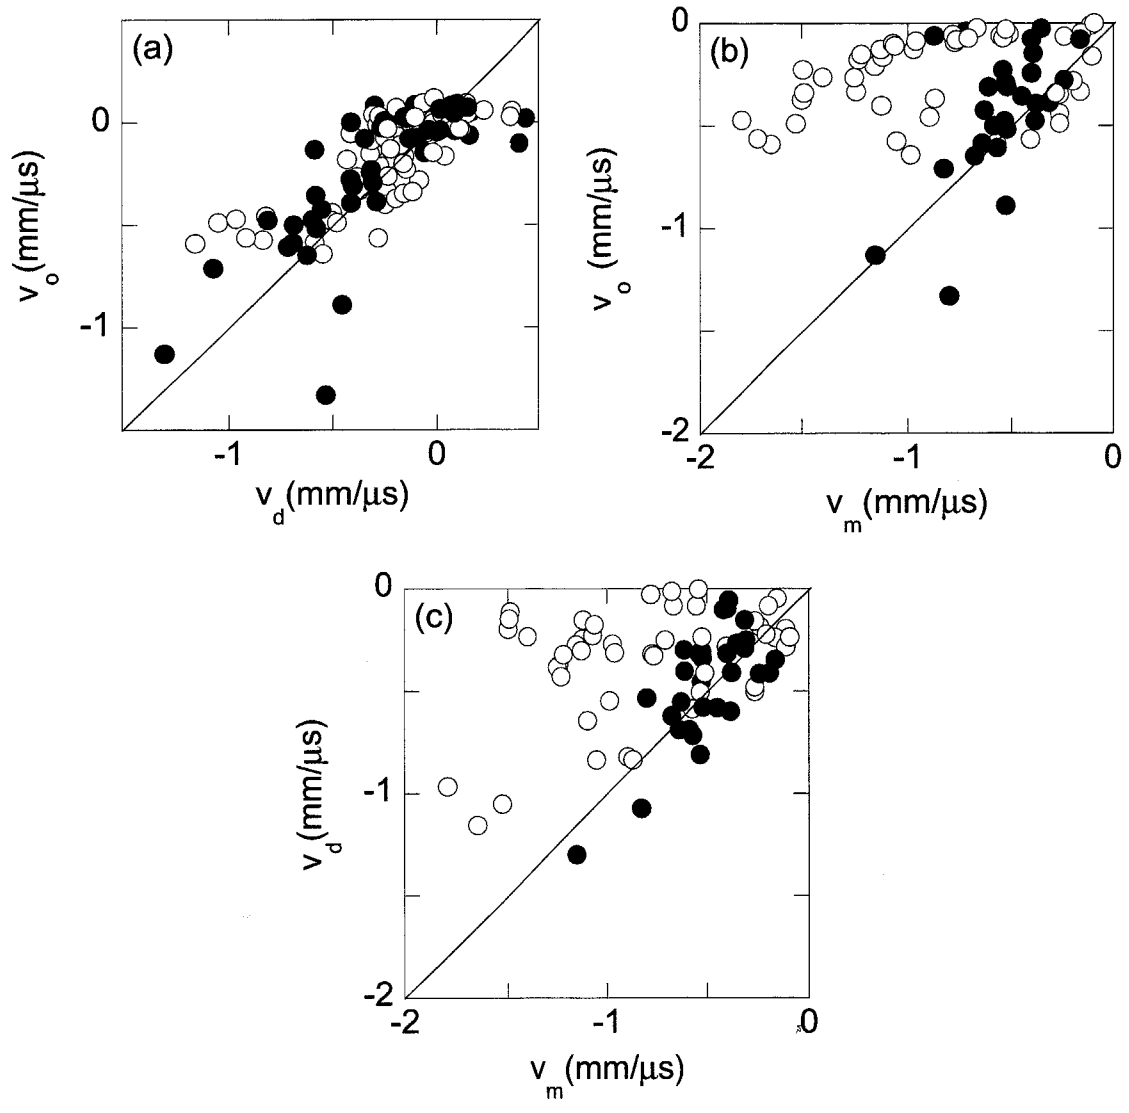 (a)
0
-1
v_o (mm/μs)
-1 0
v_d (mm/μs)
(b)
0
-1
-2
v_o (mm/μs)
-2 -1 0
v_m (mm/μs)
(c)
0
-1
-2
v_d (mm/μs)
-2 -1 0
v_m (mm/μs)